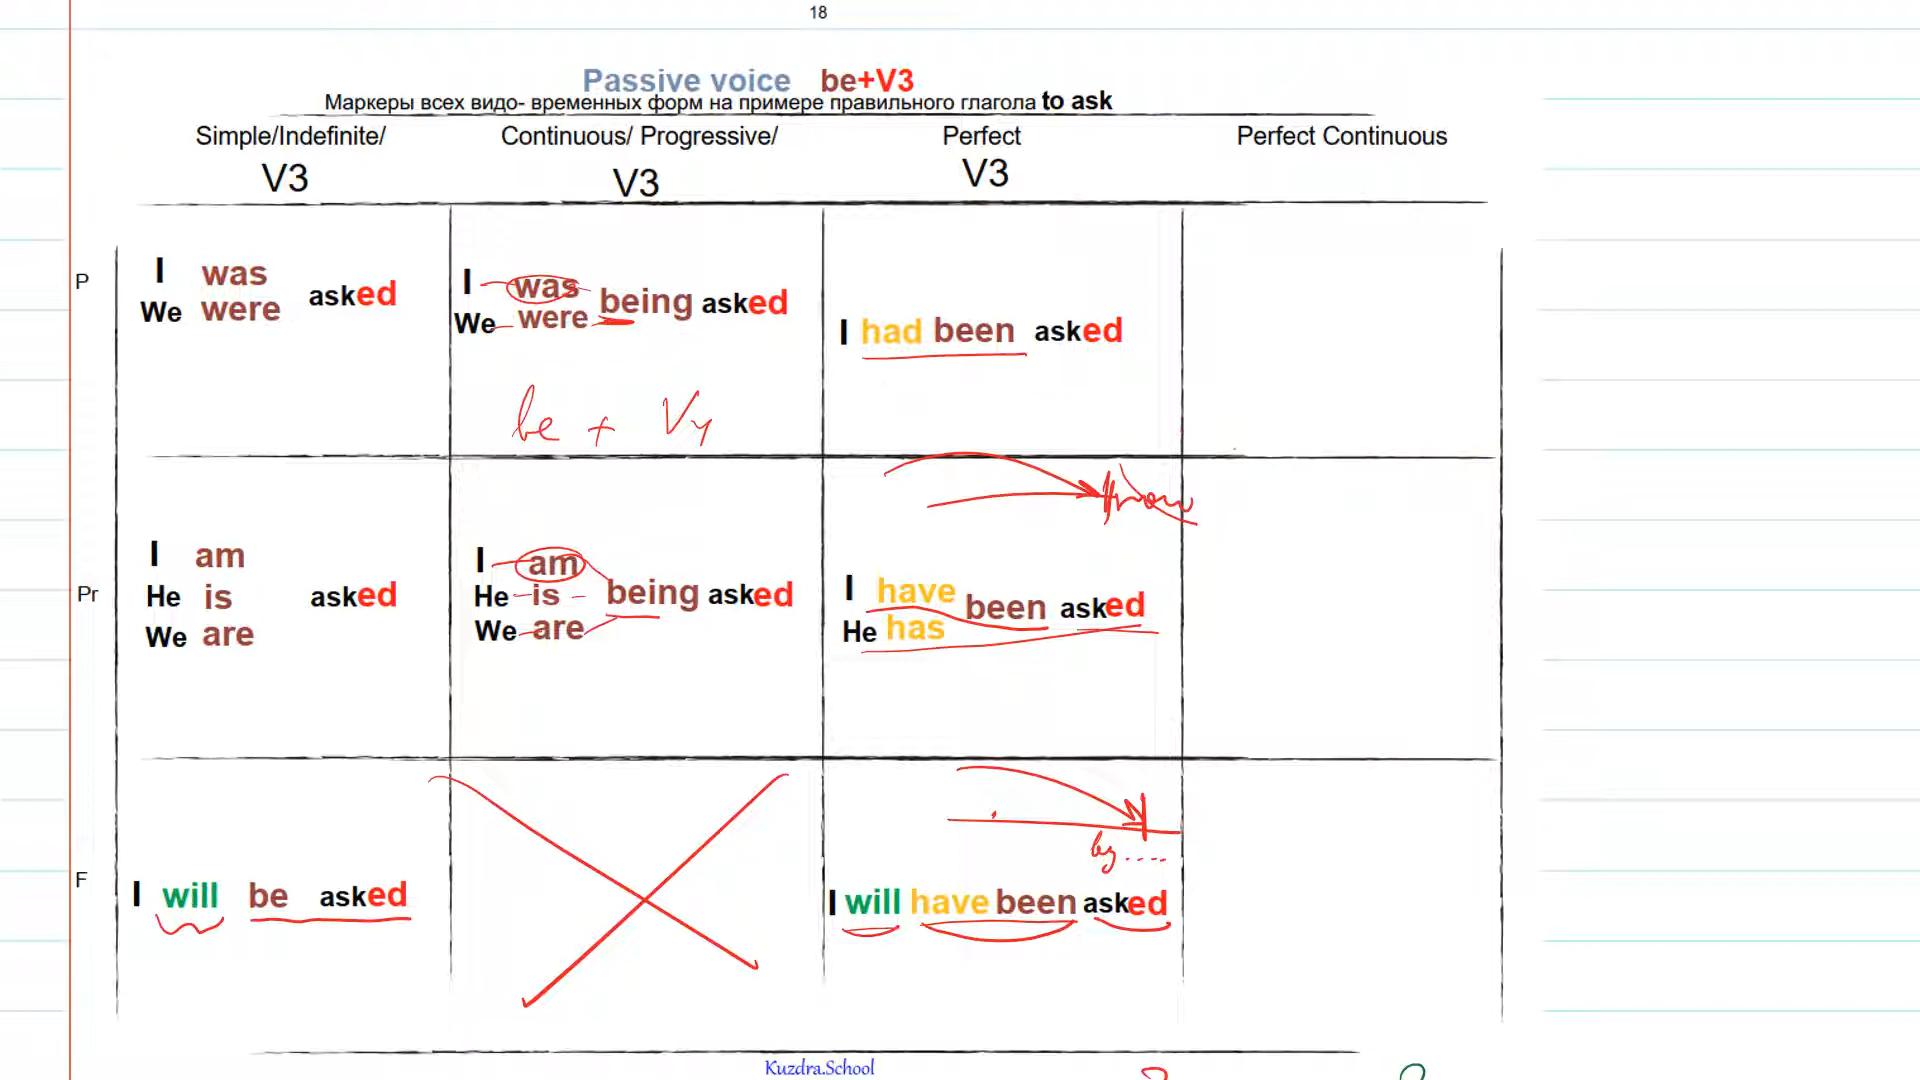 18
Passive voice be+V3
Маркеры всех видо- временных форм на примере правильного глагола to ask
Simple/Indefinite/ Continuous/ Progressive/ Perfect Perfect Continuous
V3 V3 V3
P
I was
We were asked
I was
We were being asked
I had been asked
be + V4
now
Pr
I am
He is asked
We are
I am
He is being asked
We are
I have
He has been asked
by ....
F
I will be asked
I will have been asked
Kuzdra.School